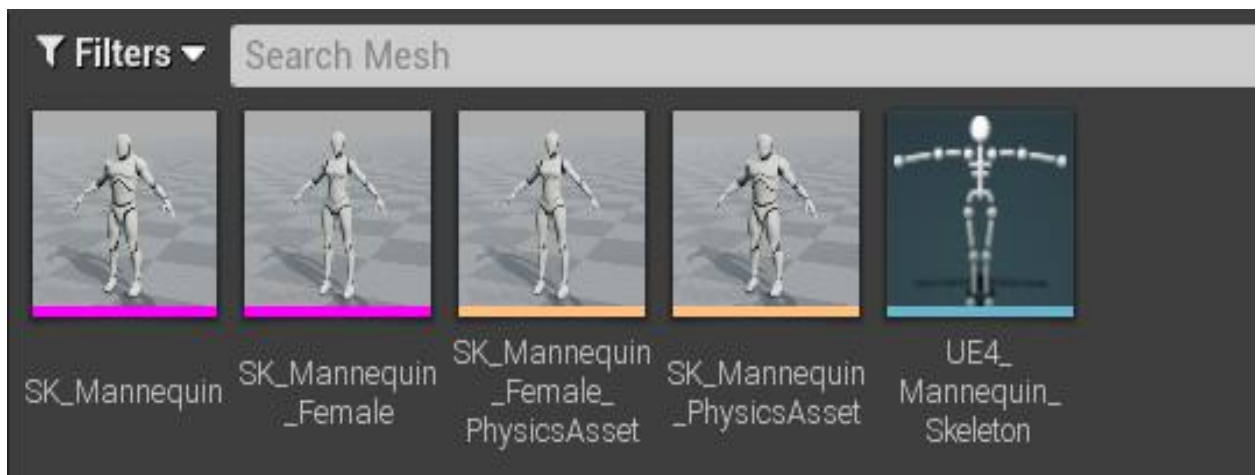 Filters
Search Mesh
SK_Mannequin
SK_Mannequin
_Female
SK_Mannequin
_Female_
PhysicsAsset
SK_Mannequin
_PhysicsAsset
UE4_
Mannequin_
Skeleton